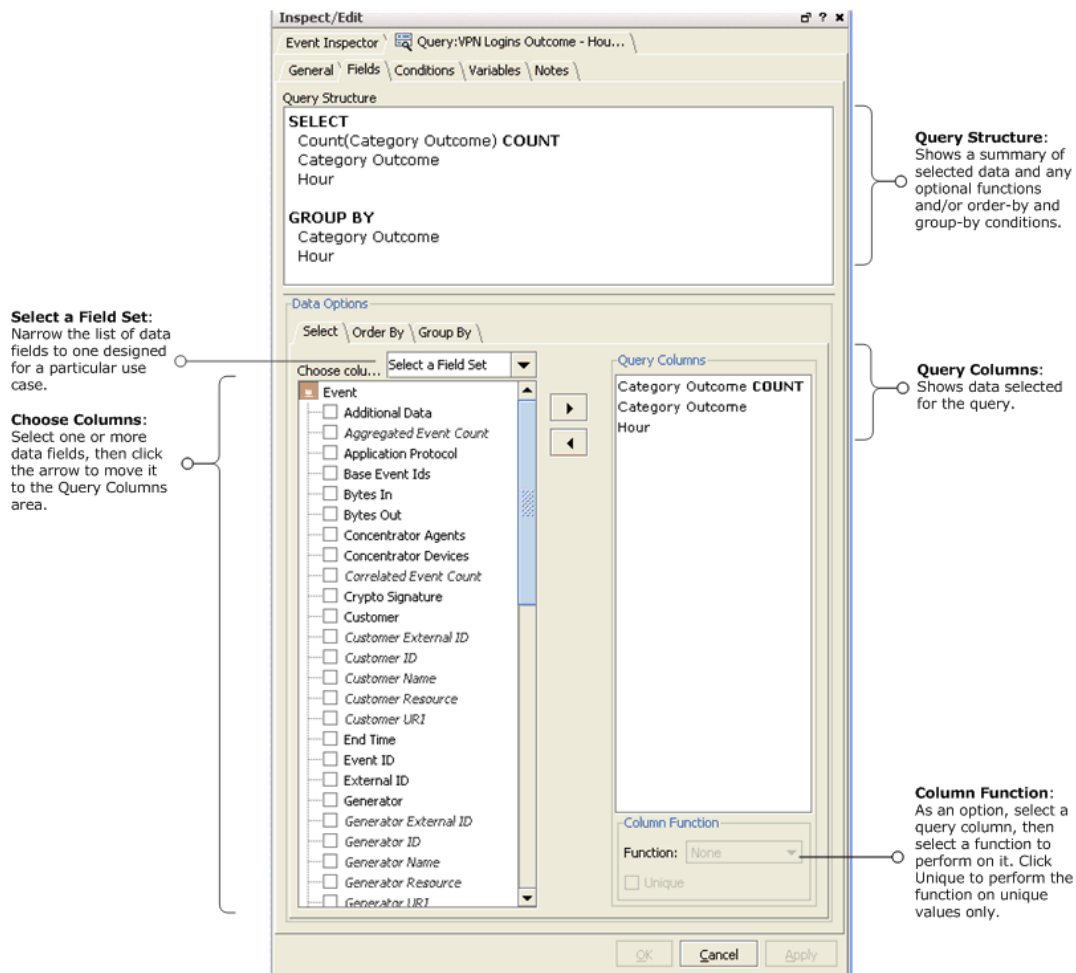 Inspect/Edit
Event Inspector
Query:VPN Logins Outcome - Hou...
General
Fields
Conditions
Variables
Notes
Query Structure
SELECT
Count(Category Outcome) COUNT
Category Outcome
Hour
GROUP BY
Category Outcome
Hour
Query Structure:
Shows a summary of
selected data and any
optional functions
and/or order-by and
group-by conditions.
Data Options
Select
Order By
Group By
Select a Field Set:
Narrow the list of data
fields to one designed
for a particular use
case.
Choose Columns:
Select one or more
data fields, then click
the arrow to move it
to the Query Columns
area.
Choose colu...
Select a Field Set
Event
Additional Data
Aggregated Event Count
Application Protocol
Base Event Ids
Bytes In
Bytes Out
Concentrator Agents
Concentrator Devices
Correlated Event Count
Crypto Signature
Customer
Customer External ID
Customer ID
Customer Name
Customer Resource
Customer URI
End Time
Event ID
External ID
Generator
Generator External ID
Generator ID
Generator Name
Generator Resource
Generator URI
Query Columns
Category Outcome COUNT
Category Outcome
Hour
Query Columns:
Shows data selected
for the query.
Column Function
Function:
None
Unique
Column Function:
As an option, select a
query column, then
select a function to
perform on it. Click
Unique to perform the
function on unique
values only.
OK
Cancel
Apply